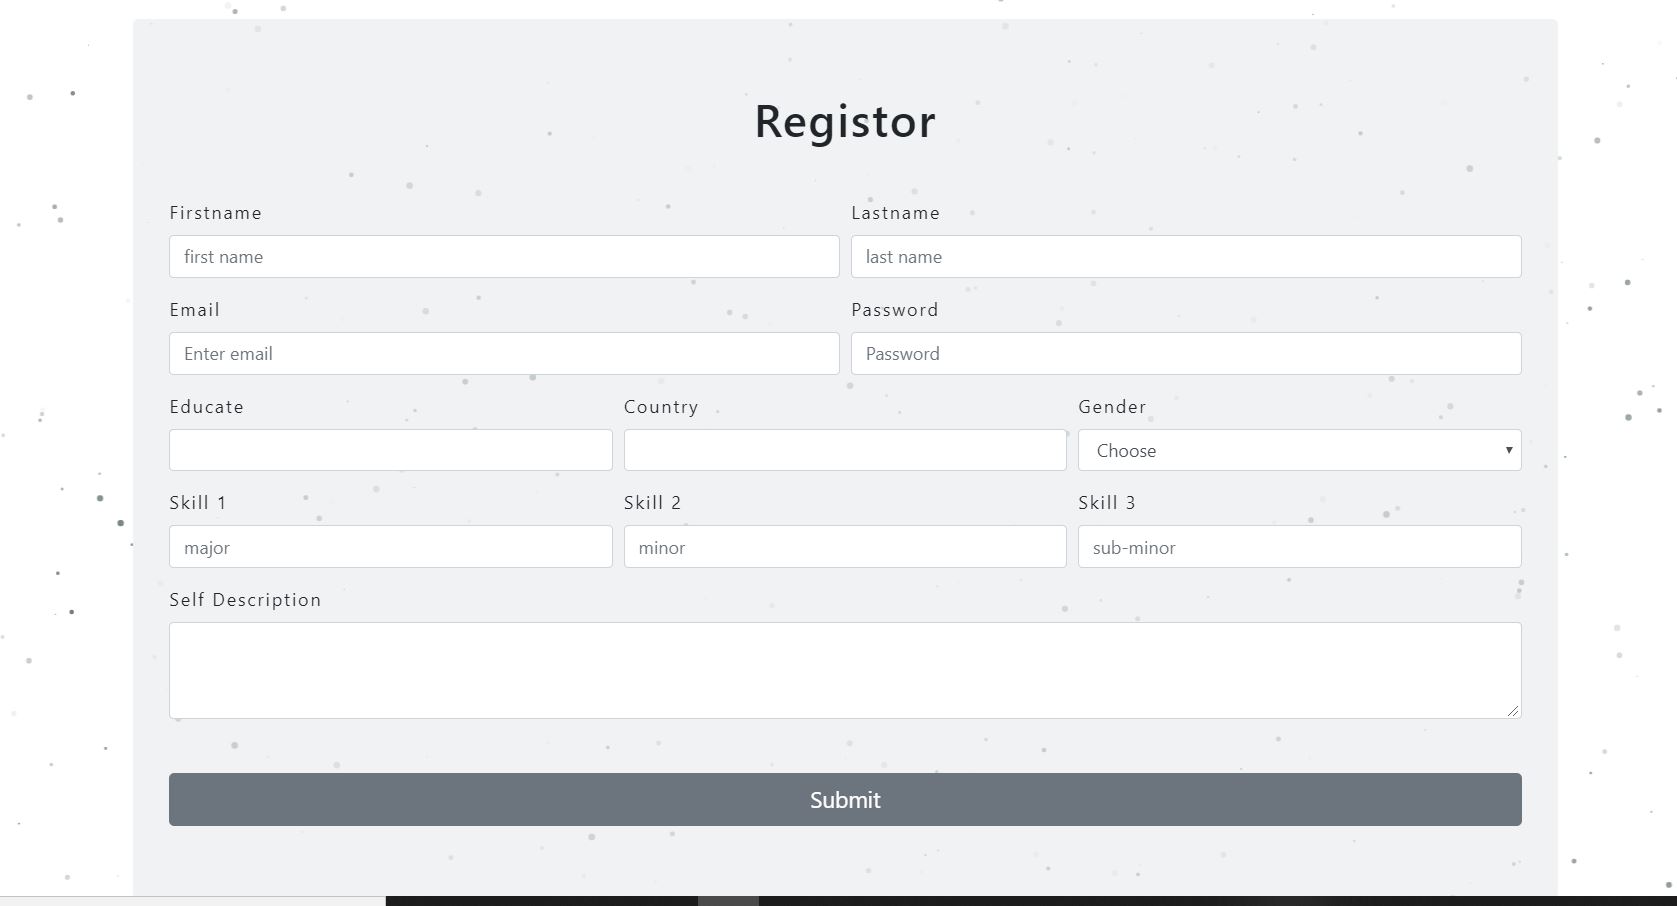 Registor
Firstname Lastname
first name last name
Email Password
Enter email Password
Educate Country Gender
Choose
Skill 1 Skill 2 Skill 3
major minor sub-minor
Self Description
Submit